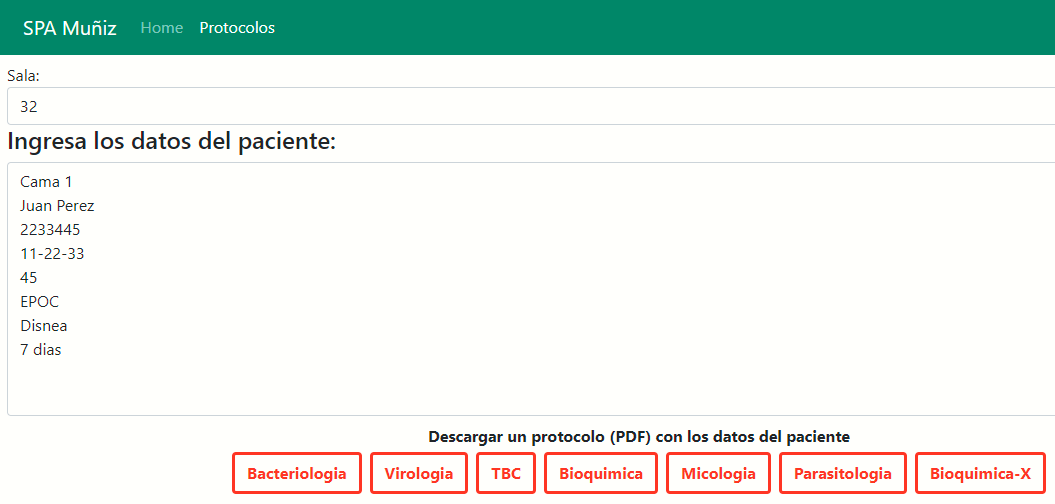 SPA Muñiz Home Protocolos
Sala:
32
Ingresa los datos del paciente:
Cama 1
Juan Perez
2233445
11-22-33
45
EPOC
Disnea
7 dias
Descargar un protocolo (PDF) con los datos del paciente
Bacteriologia Virologia TBC Bioquimica Micologia Parasitologia Bioquimica-X